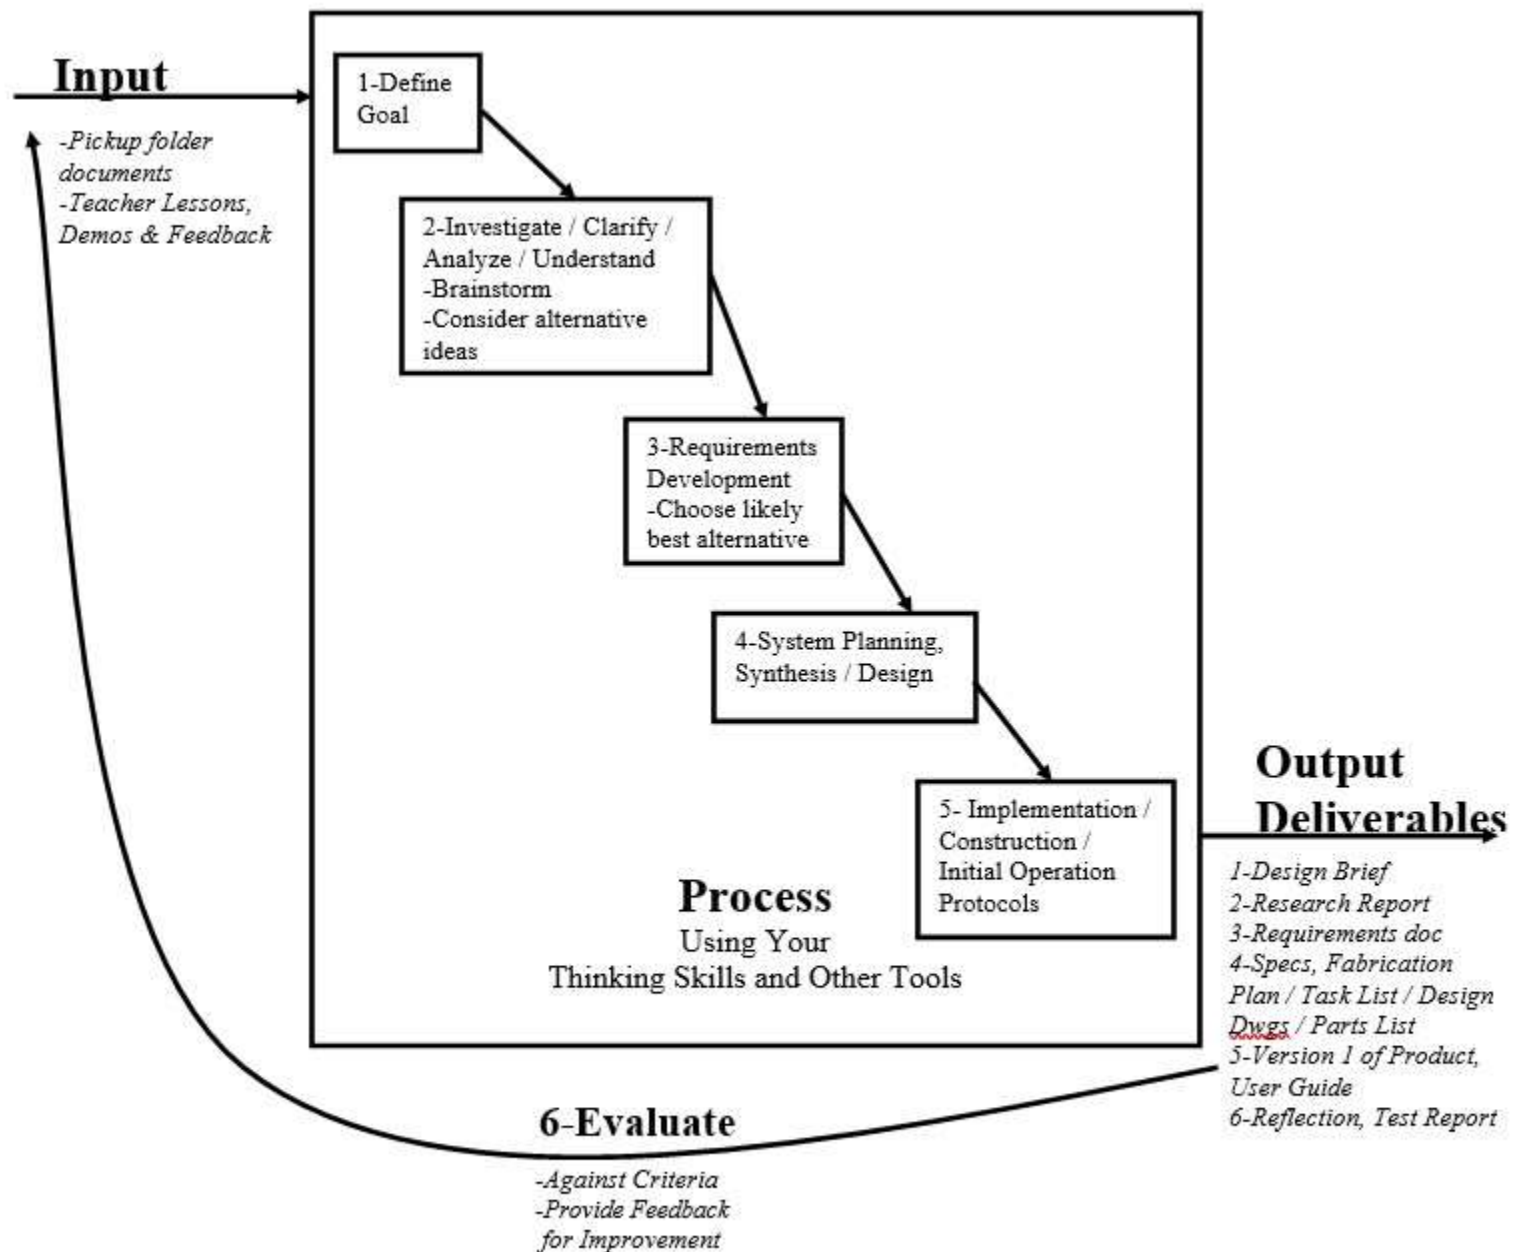 Input
-Pickup folder
documents
-Teacher Lessons,
Demos & Feedback
1-Define
Goal
2-Investigate / Clarify /
Analyze / Understand
-Brainstorm
-Consider alternative
ideas
3-Requirements
Development
-Choose likely
best alternative
4-System Planning,
Synthesis / Design
5- Implementation /
Construction /
Initial Operation
Protocols
Process
Using Your
Thinking Skills and Other Tools
Output
Deliverables
1-Design Brief
2-Research Report
3-Requirements doc
4-Specs, Fabrication
Plan / Task List / Design
Dwgs / Parts List
5-Version 1 of Product,
User Guide
6-Reflection, Test Report
6-Evaluate
-Against Criteria
-Provide Feedback
for Improvement